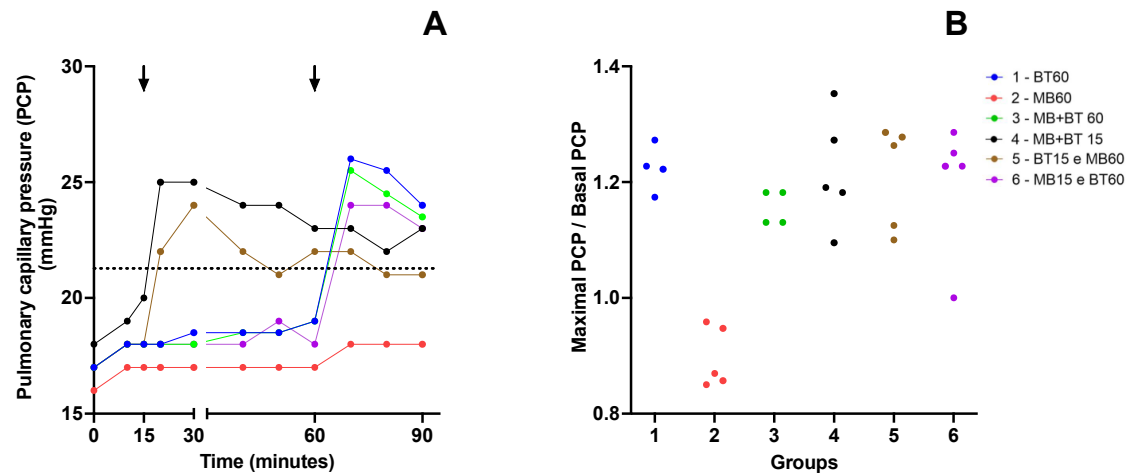 A
Pulmonary capillary pressure (PCP)
(mmHg)
30
25
20
15
0
15
30
60
90
Time (minutes)
B
Maximal PCP / Basal PCP
1.4
1.2
1.0
0.8
1
2
3
4
5
6
Groups
1 - BT60
2 - MB60
3 - MB+BT 60
4 - MB+BT 15
5 - BT15 e MB60
6 - MB15 e BT60